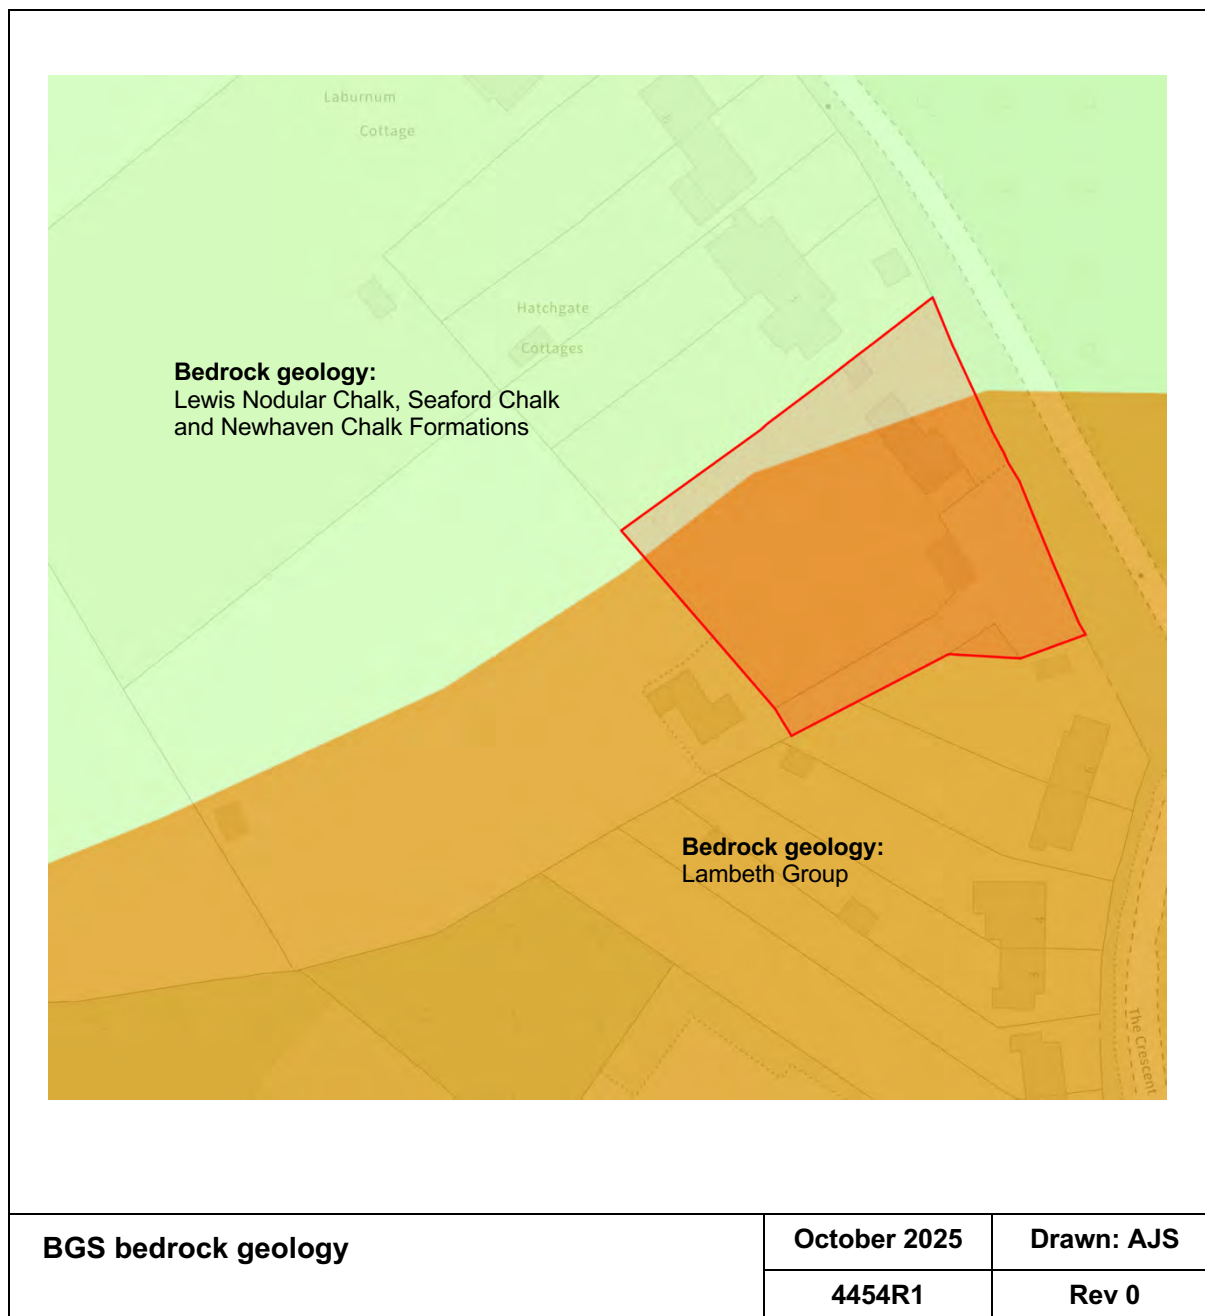 Laburnum
Cottage
Hatchgate
Cottages
Bedrock geology:
Lewis Nodular Chalk, Seaford Chalk
and Newhaven Chalk Formations
Bedrock geology:
Lambeth Group
The Crescent
BGS bedrock geology
October 2025
Drawn: AJS
4454R1
Rev 0